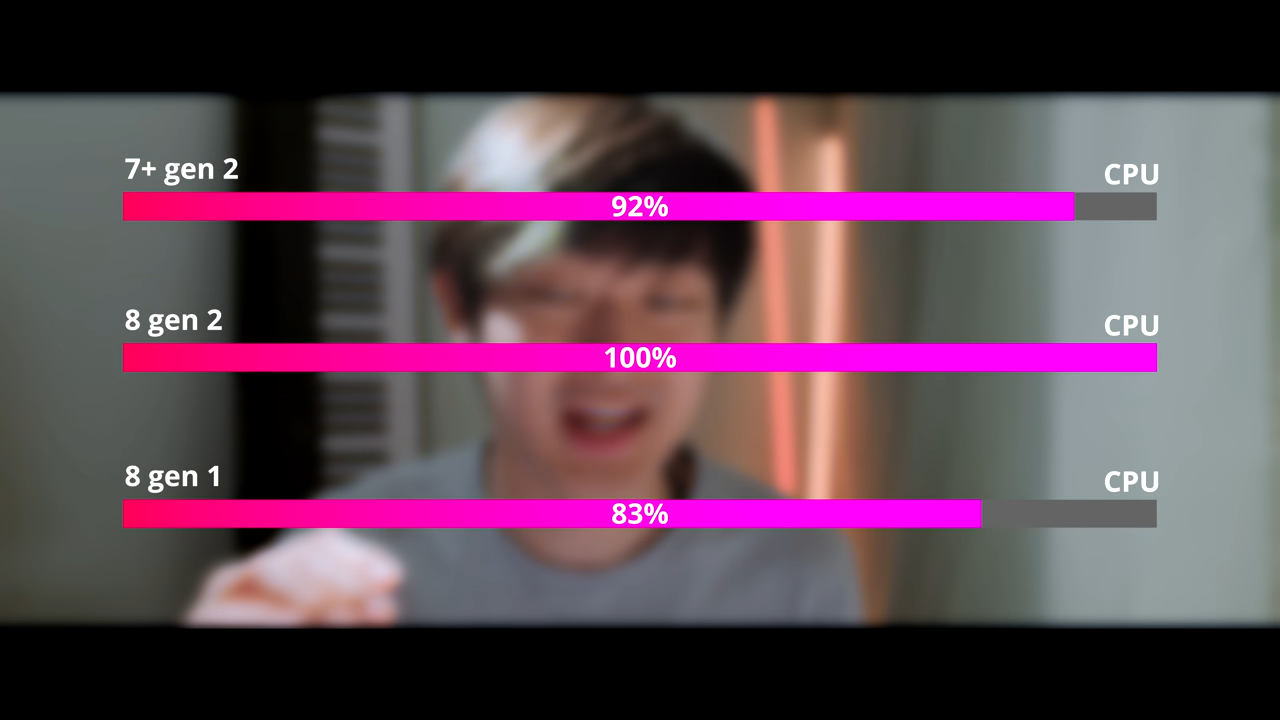 7+ gen 2 CPU
92%
8 gen 2 CPU
100%
8 gen 1 CPU
83%